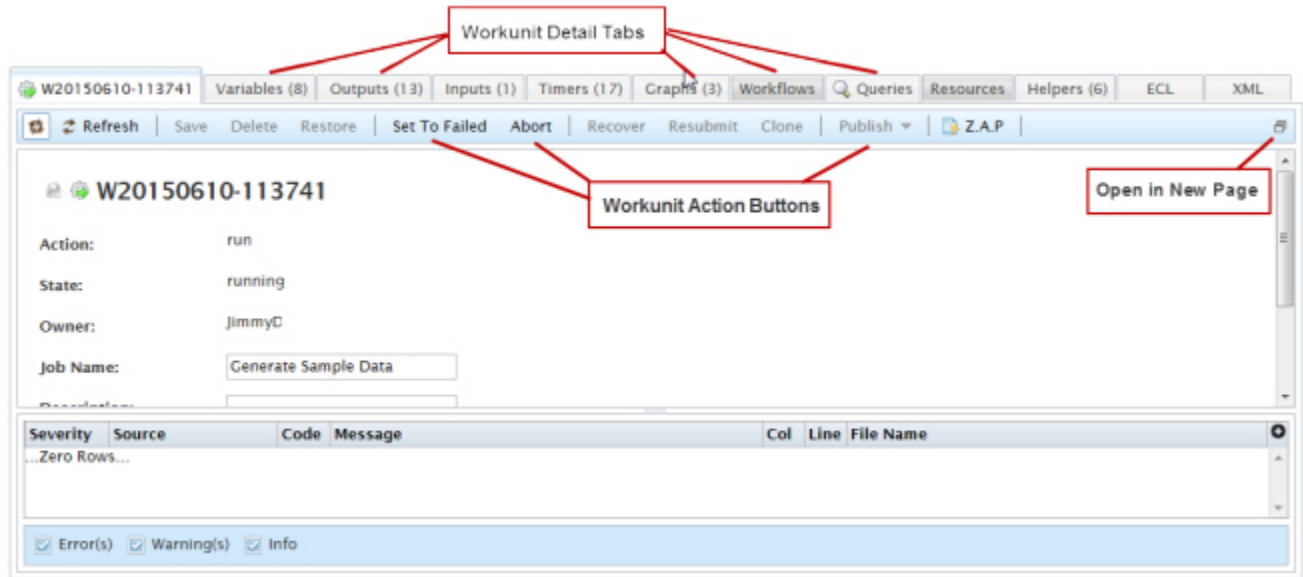 Workunit Detail Tabs
W20150610-113741 Variables (8) Outputs (13) Inputs (1) Timers (17) Graphs (3) Workflows Queries Resources Helpers (6) ECL XML
Refresh Save Delete Restore Set To Failed Abort Recover Resubmit Clone Publish Z.A.P
W20150610-113741
Workunit Action Buttons
Open in New Page
Action: run
State: running
Owner: JimmyD
Job Name: Generate Sample Data
Description:
Severity Source Code Message Col Line File Name
...Zero Rows...
Error(s) Warning(s) Info